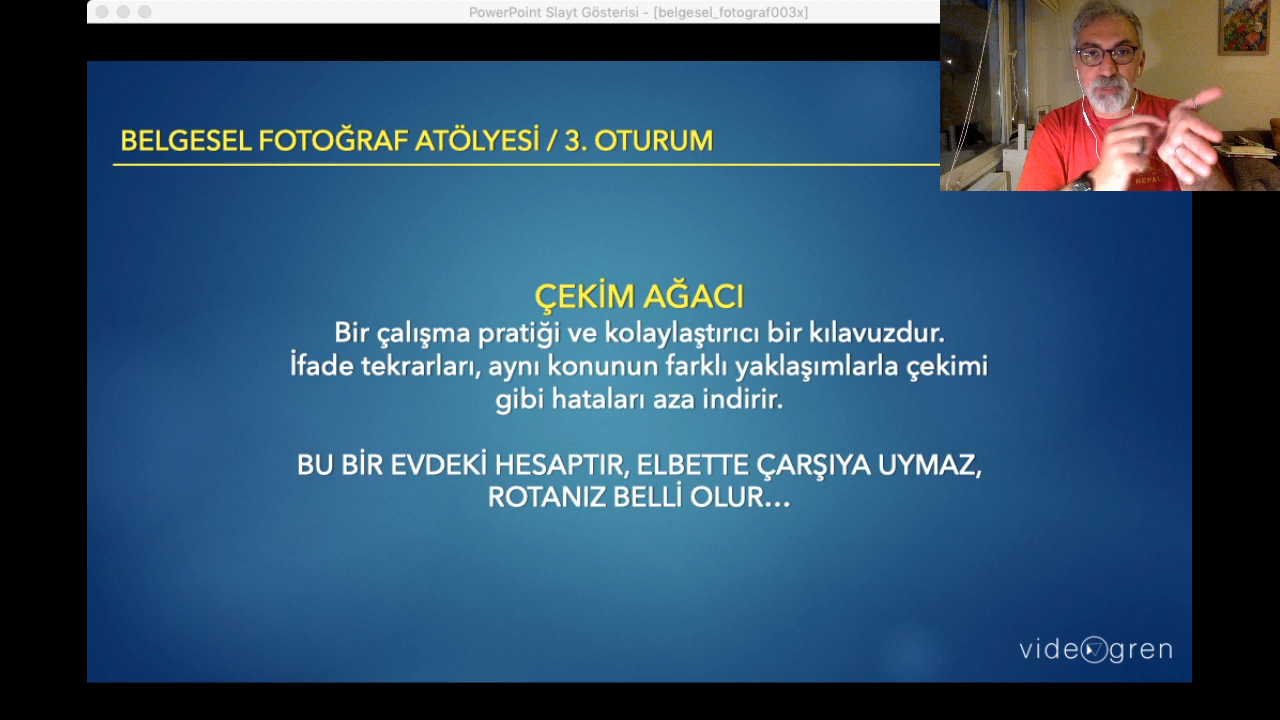 PowerPoint Slayt Gösterisi - [belgesel_fotograf003x]
BELGESEL FOTOĞRAF ATÖLYESİ / 3. OTURUM
NEPAL
ÇEKİM AĞACI
Bir çalışma pratiği ve kolaylaştırıcı bir kılavuzdur.
İfade tekrarları, aynı konunun farklı yaklaşımlarla çekimi
gibi hataları aza indirir.
BU BİR EVDEKİ HESAPTIR, ELBETTE ÇARŞIYA UYMAZ,
ROTANIZ BELLİ OLUR...
videogren